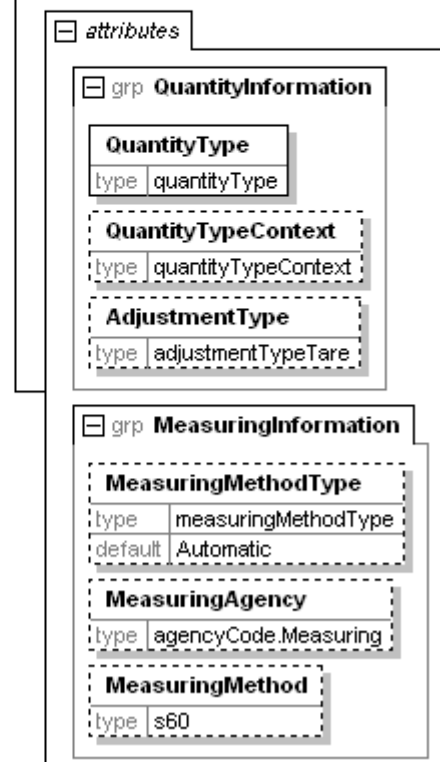 attributes
grp QuantityInformation
QuantityType
type quantityType
QuantityTypeContext
type quantityTypeContext
AdjustmentType
type adjustmentTypeTare
grp MeasuringInformation
MeasuringMethodType
type measuringMethodType
default Automatic
MeasuringAgency
type agencyCode.Measuring
MeasuringMethod
type s60